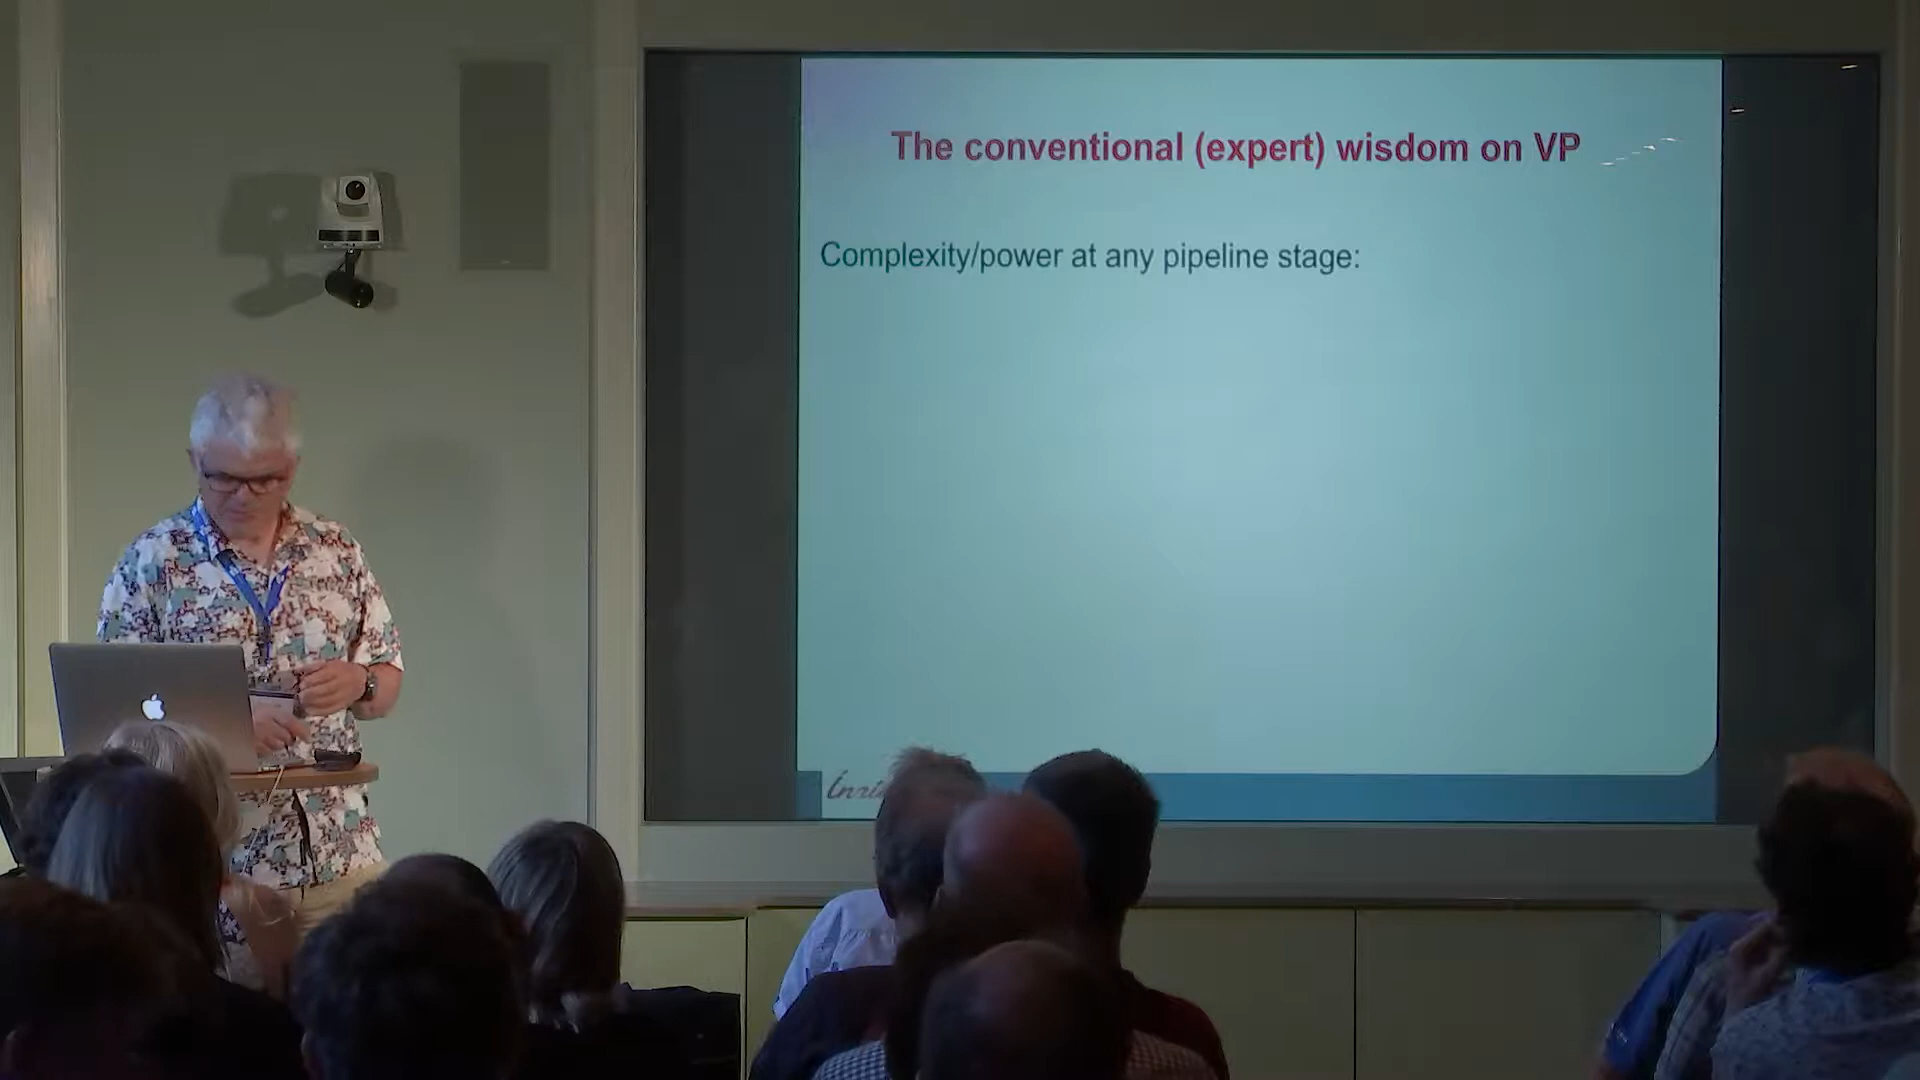 The conventional (expert) wisdom on VP
Complexity/power at any pipeline stage: